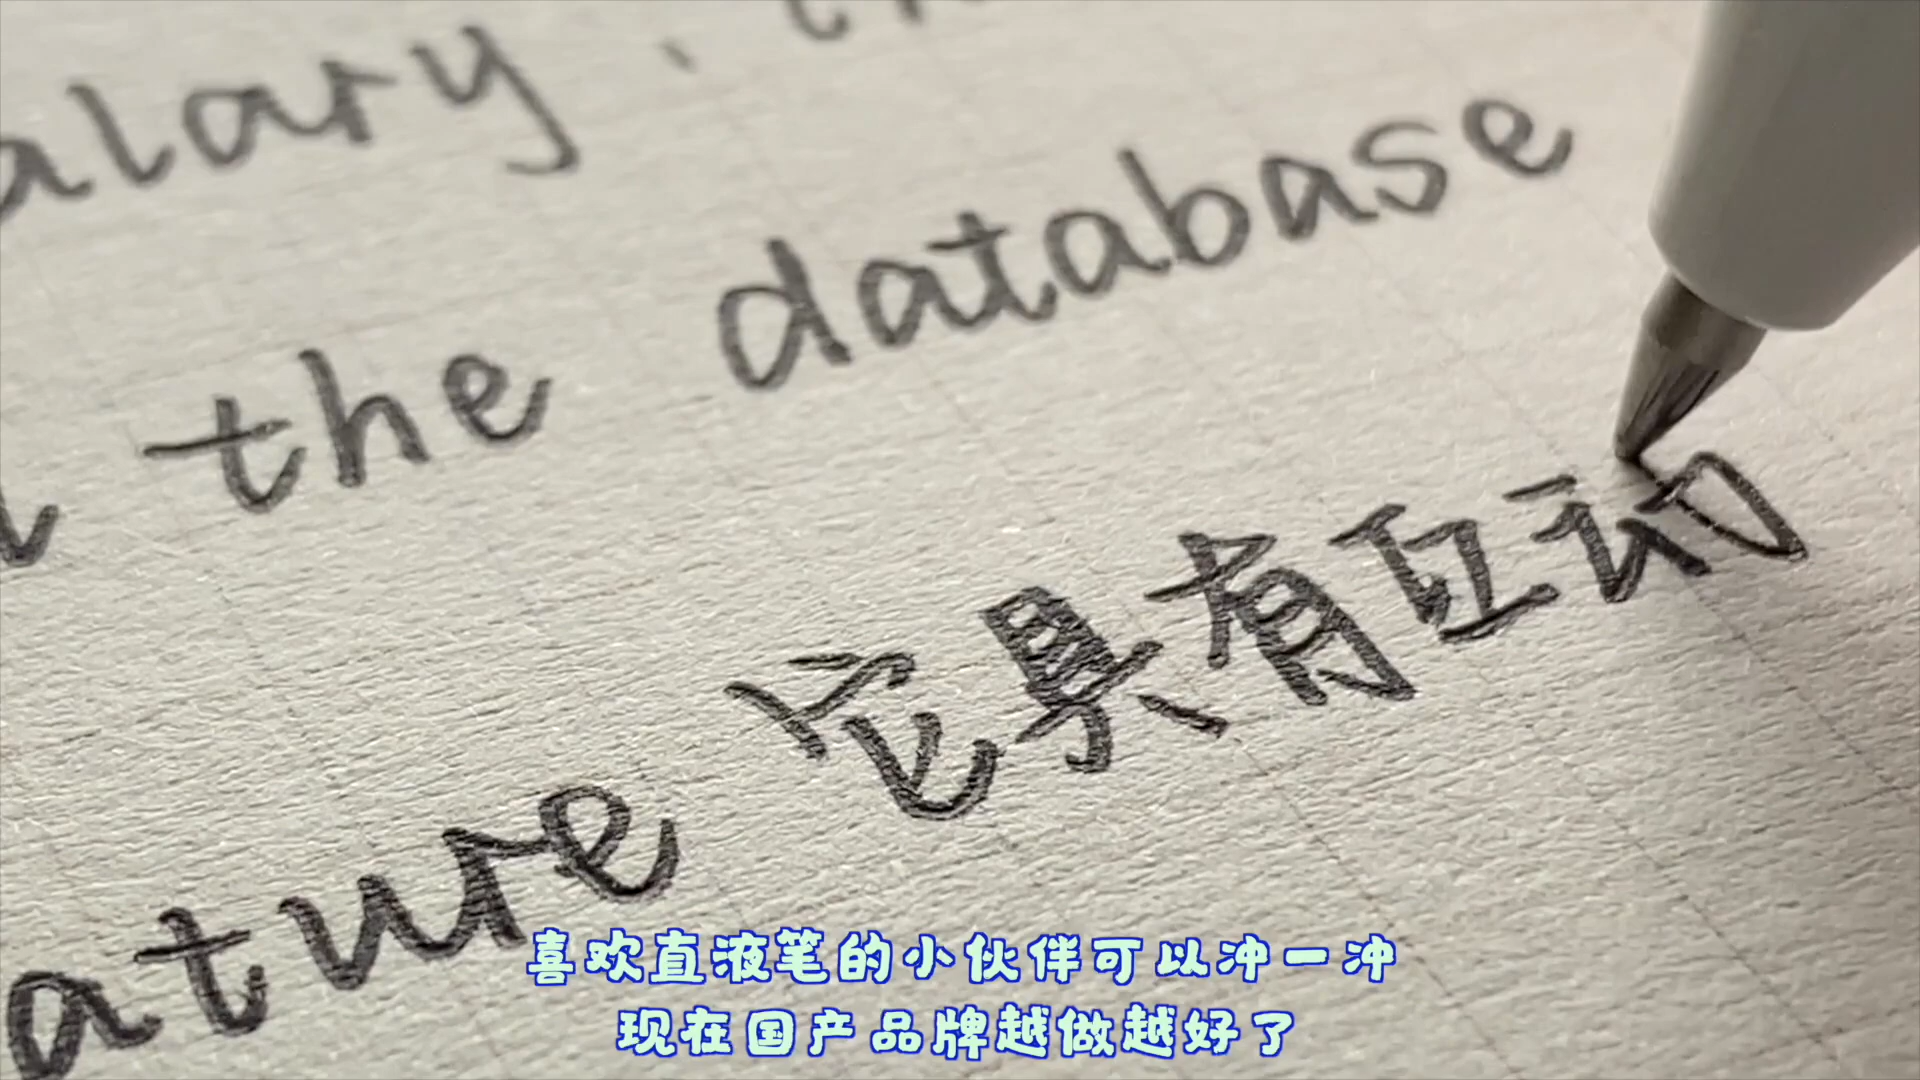 alary.
the database
ature 它具有互动
喜欢直液笔的小伙伴可以冲一冲
现在国产品牌越做越好了